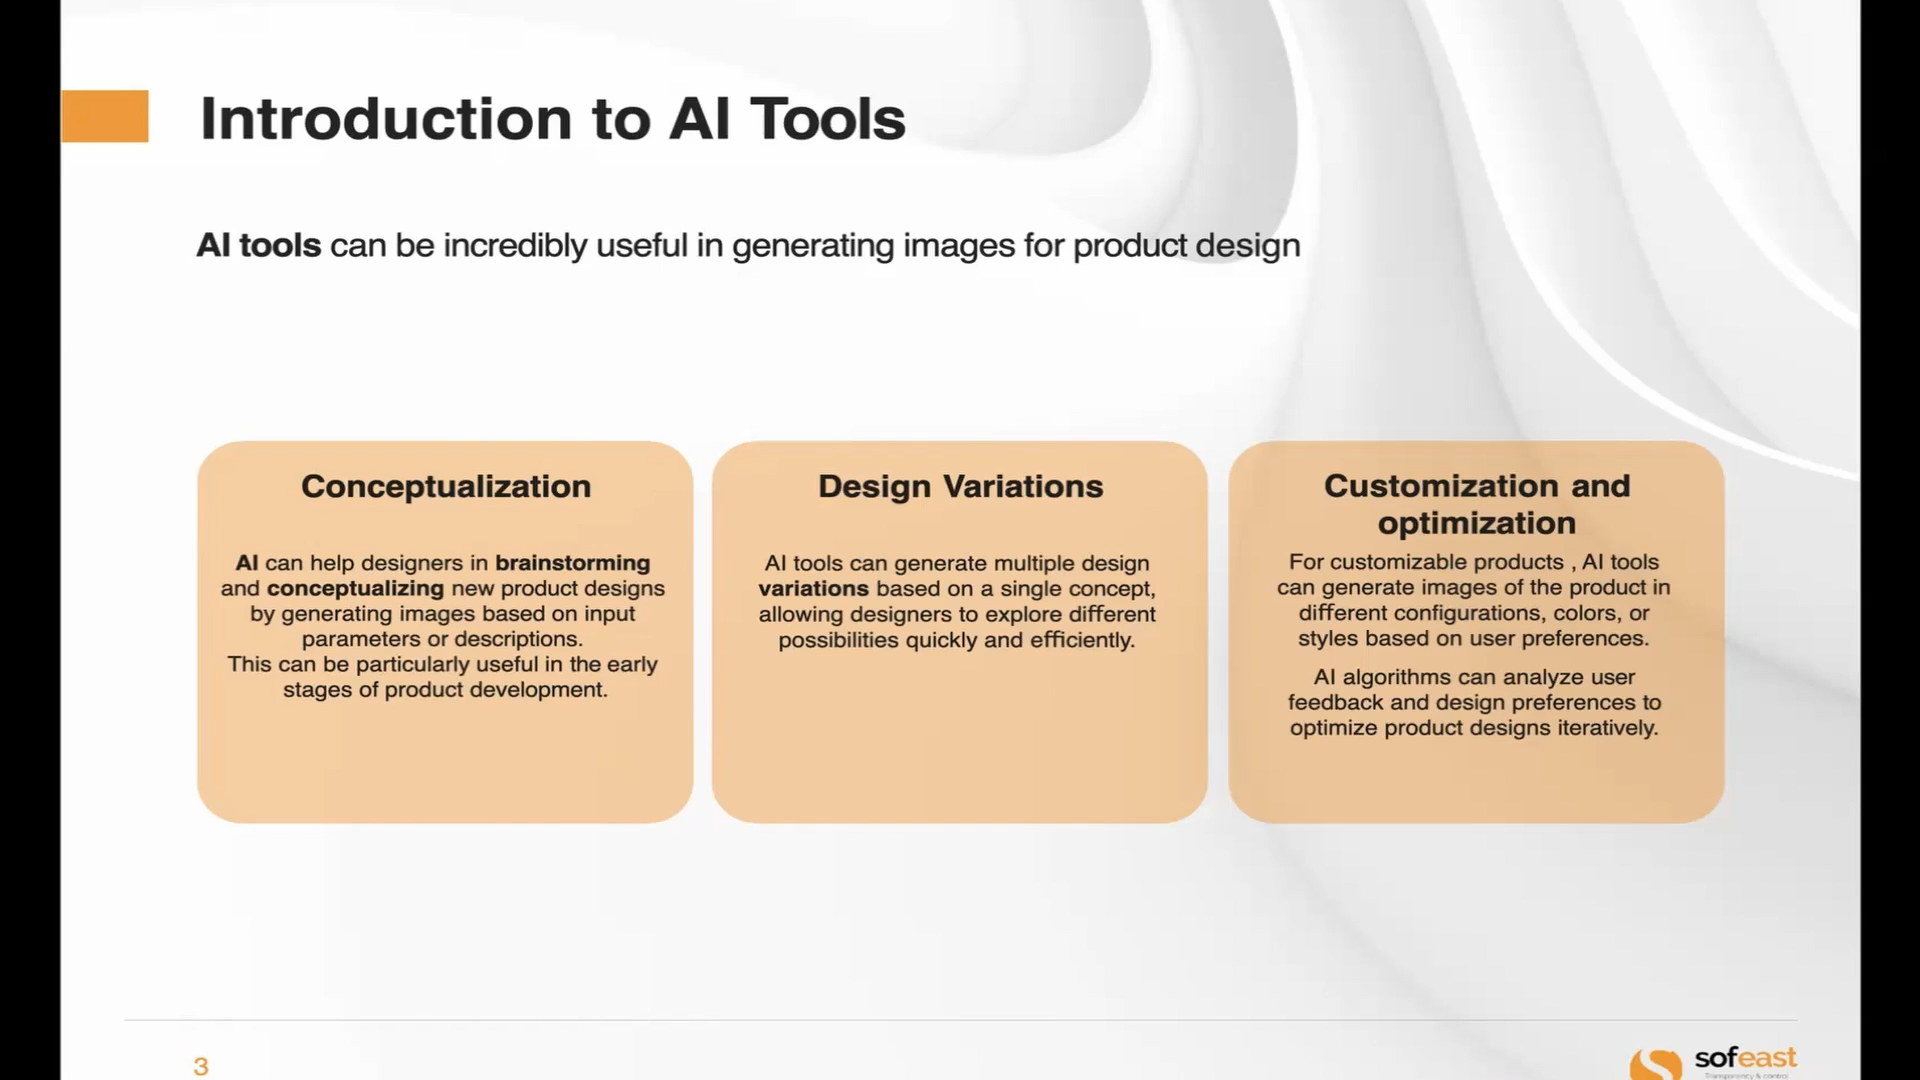 Introduction to AI Tools
AI tools can be incredibly useful in generating images for product design
Conceptualization
AI can help designers in brainstorming
and conceptualizing new product designs
by generating images based on input
parameters or descriptions.
This can be particularly useful in the early
stages of product development.
Design Variations
AI tools can generate multiple design
variations based on a single concept,
allowing designers to explore different
possibilities quickly and efficiently.
Customization and
optimization
For customizable products , AI tools
can generate images of the product in
different configurations, colors, or
styles based on user preferences.
AI algorithms can analyze user
feedback and design preferences to
optimize product designs iteratively.
3
sofeast
Transparency & control